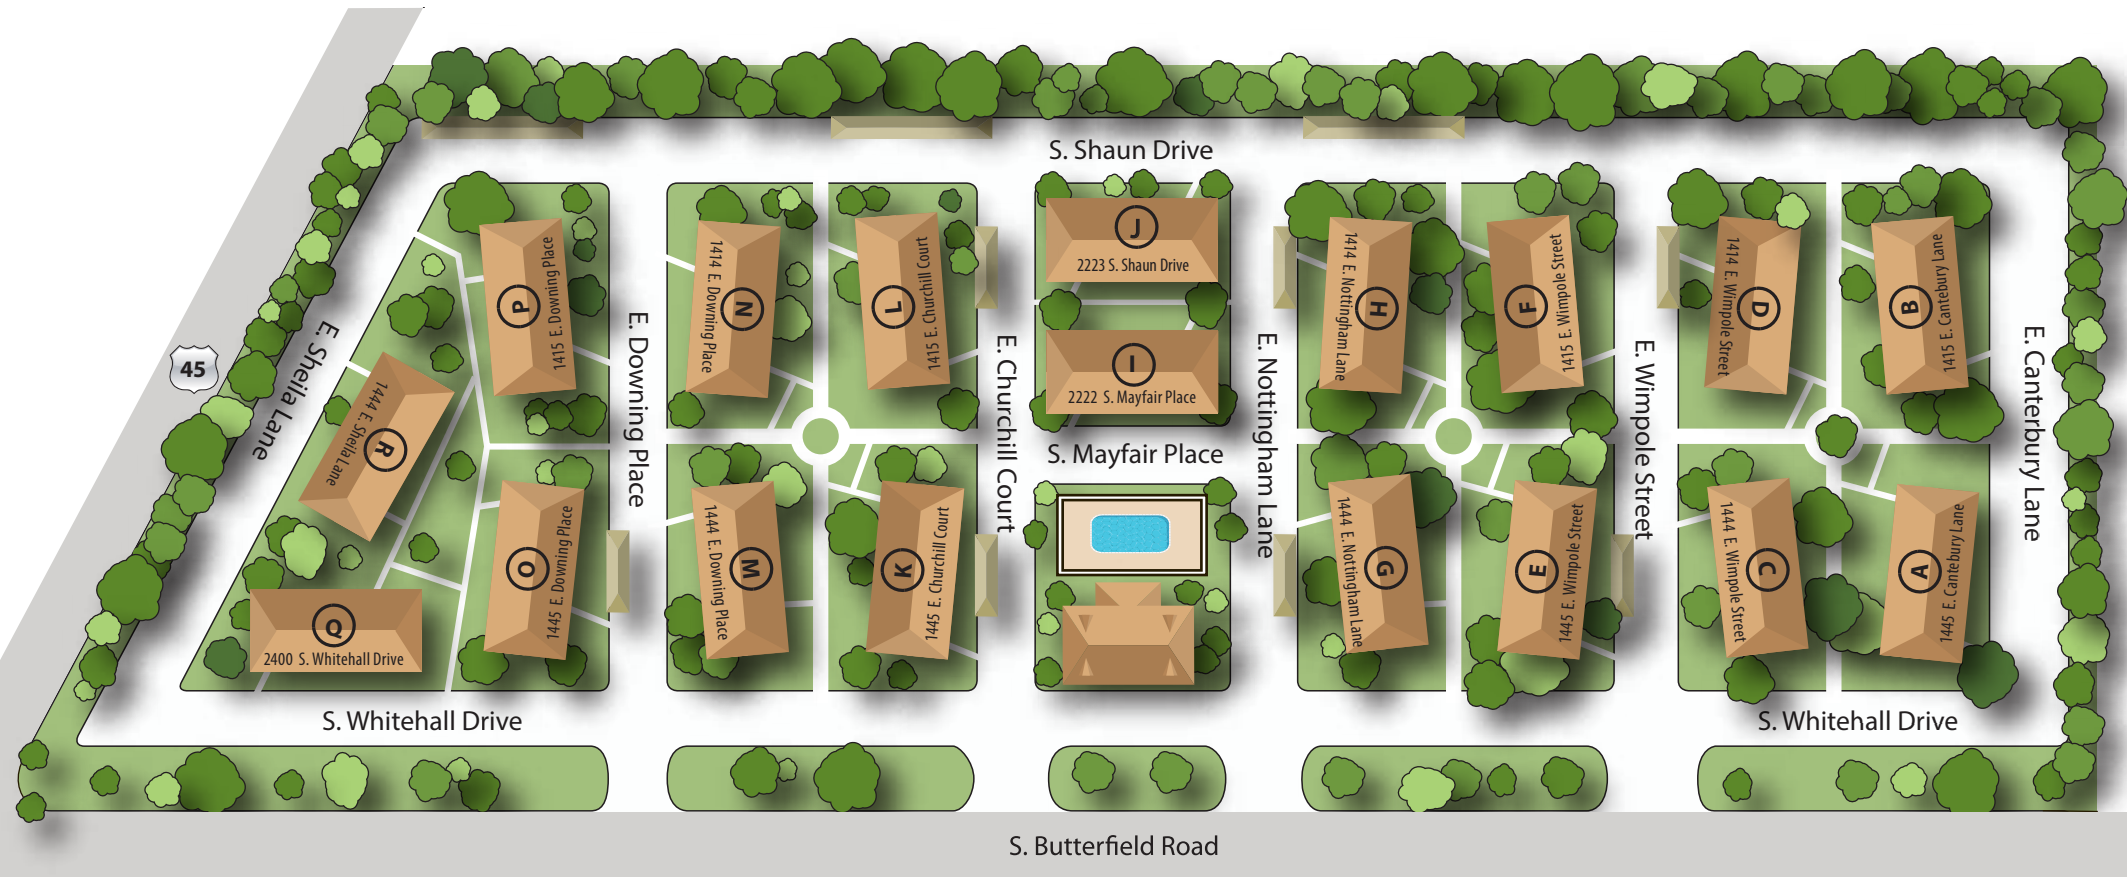 S. Shaun Drive
J
2223 S. Shaun Drive
P
1415 E. Downing Place
N
1414 E. Downing Place
L
1415 E. Churchill Court
H
1414 E. Nottingham Lane
F
1415 E. Wimpole Street
D
1414 E. Wimpole Street
B
1415 E. Cantebury Lane
I
2222 S. Mayfair Place
45
E. Sheila Lane
R
1444 E. Sheila Lane
E. Downing Place
E. Churchill Court
S. Mayfair Place
E. Nottingham Lane
E. Wimpole Street
E. Canterbury Lane
O
1445 E. Downing Place
M
1444 E. Downing Place
K
1445 E. Churchill Court
G
1444 E. Nottingham Lane
E
1445 E. Wimpole Street
C
1444 E. Wimpole Street
A
1445 E. Cantebury Lane
Q
2400 S. Whitehall Drive
S. Whitehall Drive
S. Whitehall Drive
S. Butterfield Road